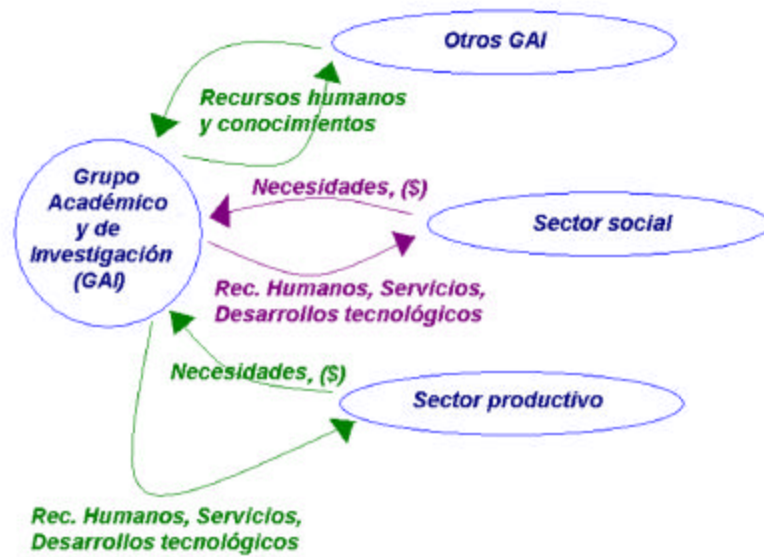 Otros GAI
Recursos humanos
y conocimientos
Grupo
Académico
y de
Investigación
(GAI)
Necesidades, ($)
Sector social
Rec. Humanos, Servicios,
Desarrollos tecnológicos
Necesidades, ($)
Sector productivo
Rec. Humanos, Servicios,
Desarrollos tecnológicos